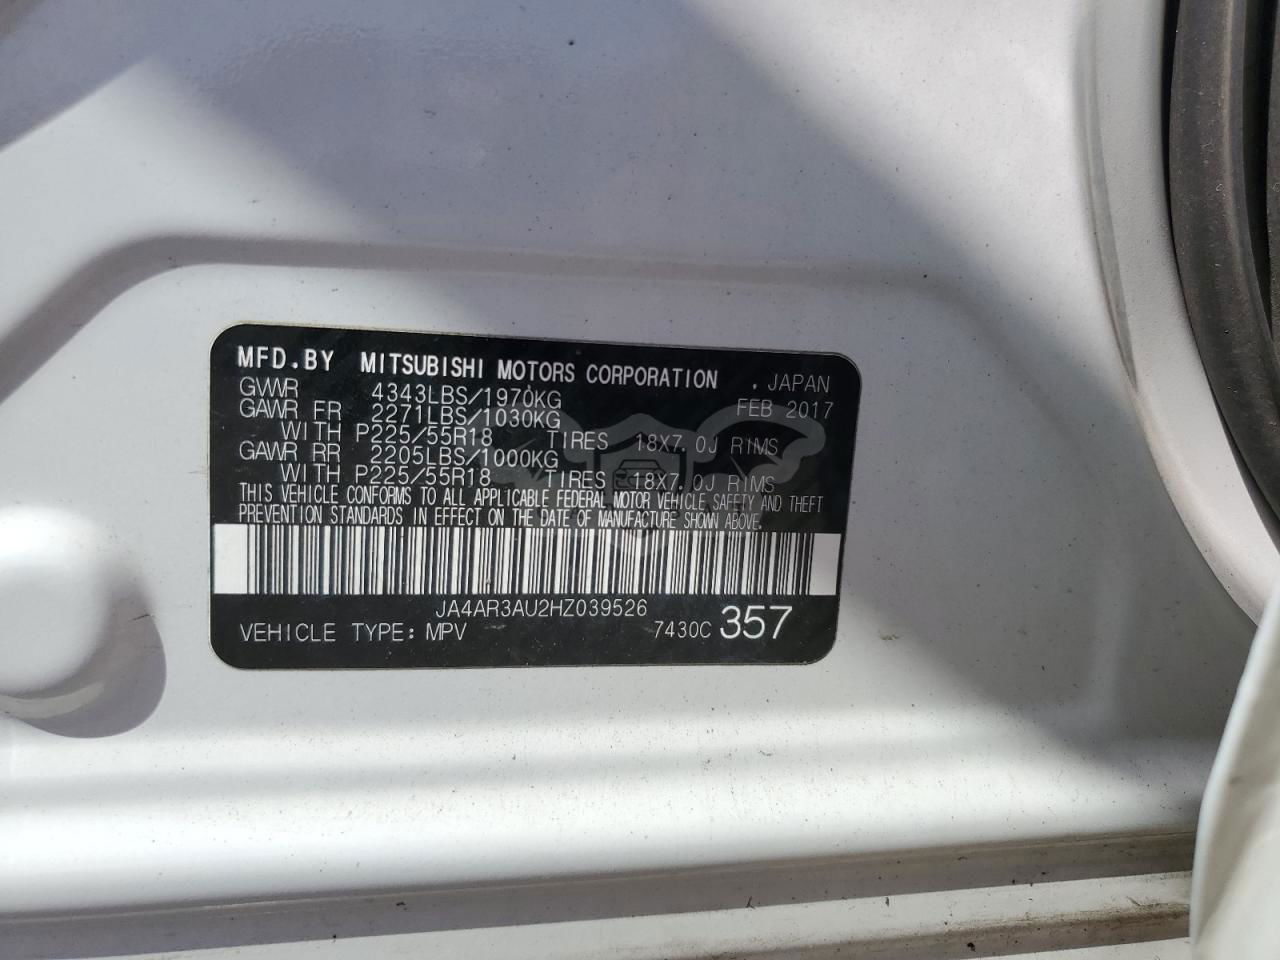 MFD.BY MITSUBISHI MOTORS CORPORATION . JAPAN
GVWR 4343LBS/1970KG FEB 2017
GAWR FR 2271LBS/1030KG
WITH P225/55R18 TIRES 18X7.0J RIMS
GAWR RR 2205LBS/1000KG
WITH P225/55R18 TIRES 18X7.0J RIMS
THIS VEHICLE CONFORMS TO ALL APPLICABLE FEDERAL MOTOR VEHICLE SAFETY AND THEFT
PREVENTION STANDARDS IN EFFECT ON THE DATE OF MANUFACTURE SHOWN ABOVE.
JA4AR3AU2HZ039526
VEHICLE TYPE: MPV 7430C 357